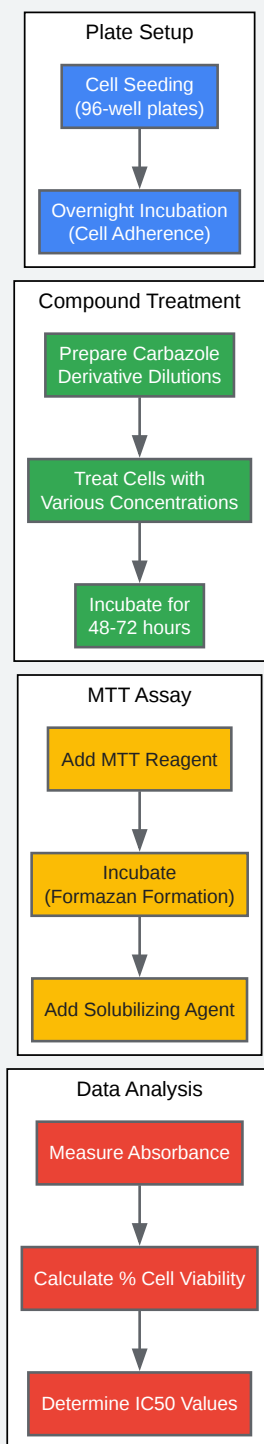 Plate Setup
Cell Seeding
(96-well plates)
Overnight Incubation
(Cell Adherence)
Compound Treatment
Prepare Carbazole
Derivative Dilutions
Treat Cells with
Various Concentrations
Incubate for
48-72 hours
MTT Assay
Add MTT Reagent
Incubate
(Formazan Formation)
Add Solubilizing Agent
Data Analysis
Measure Absorbance
Calculate % Cell Viability
Determine IC50 Values